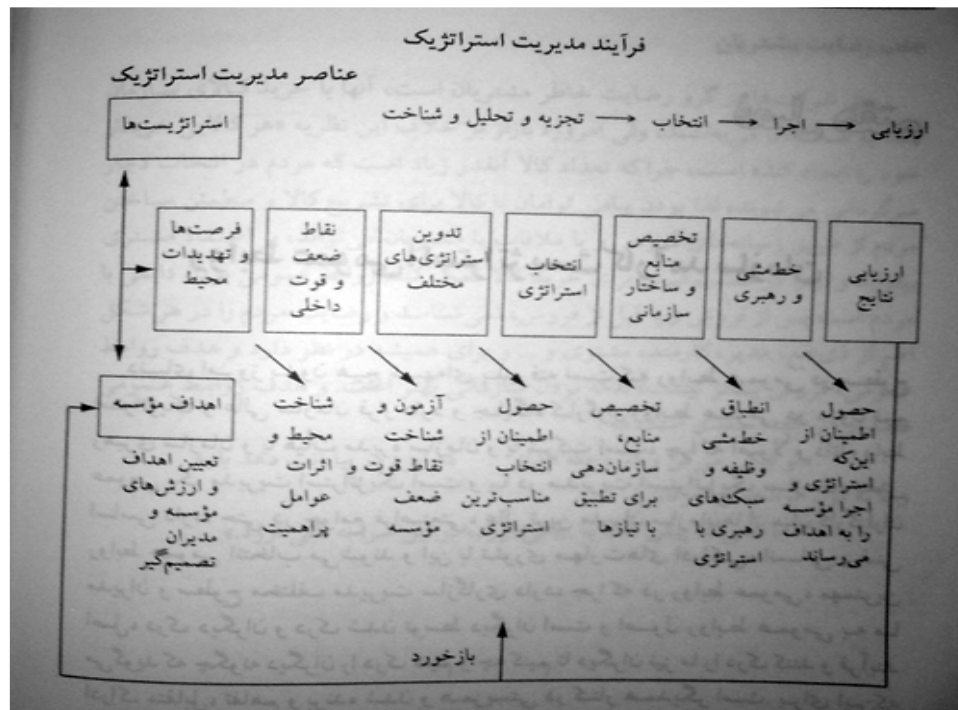 فرآیند مدیریت استراتژیک
عناصر مدیریت استراتژیک
تجزیه و تحلیل و شناخت → انتخاب → اجرا → ارزیابی
استراتژیست‌ها
فرصت‌ها
و تهدیدات
محیط
نقاط
ضعف
و قوت
داخلی
تدوین
استراتژی‌های
مختلف
انتخاب
استراتژی
تخصیص
منابع
و ساختار
سازمانی
خط‌مشی
و رهبری
ارزیابی
نتایج
اهداف مؤسسه
تعیین اهداف
و ارزش‌های
مؤسسه و
مدیران
تصمیم‌گیر
شناخت
محیط و
اثرات
عوامل
پراهمیت
آزمون و
شناخت
نقاط قوت و
ضعف
مؤسسه
حصول
اطمینان از
انتخاب
مناسب‌ترین
استراتژی
تخصیص
منابع،
سازمان‌دهی
برای تطبیق
با نیازها
انطباق
خط‌مشی
وظیفه و
سبک‌های
رهبری با
استراتژی
حصول
اطمینان از
این‌که
استراتژی و
اجرا مؤسسه
را به اهداف
می‌رساند
بازخورد